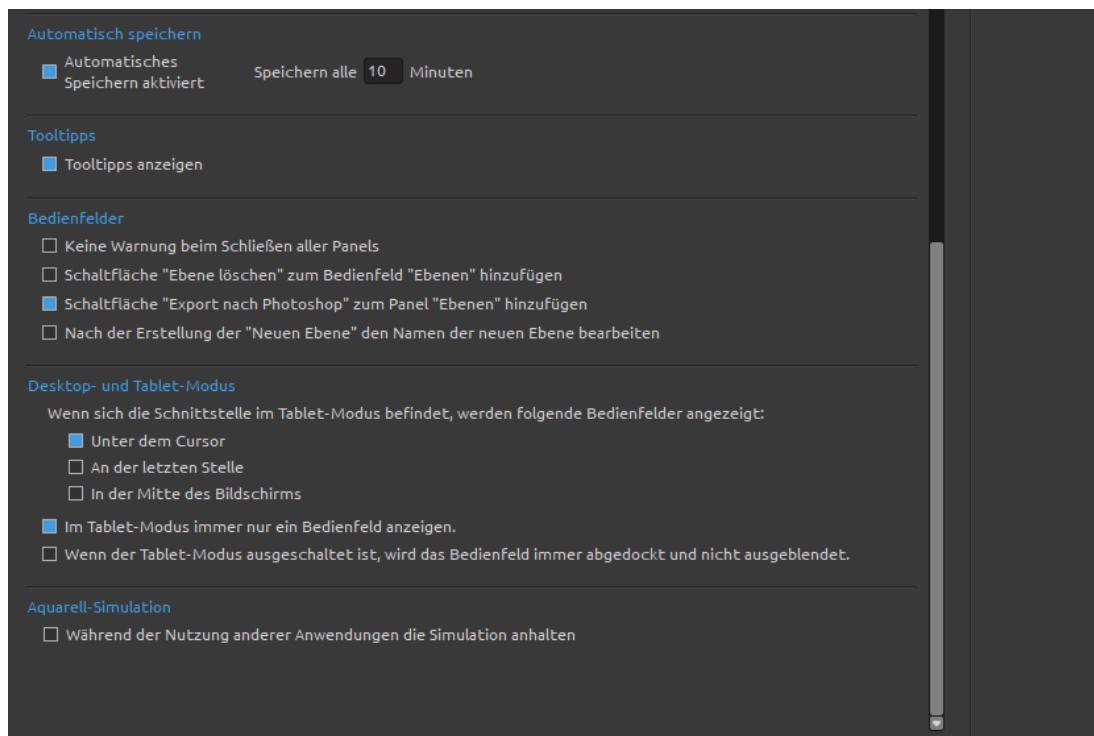 Automatisch speichern
Automatisches
Speichern aktiviert
Speichern alle 10 Minuten
Tooltipps
Tooltipps anzeigen
Bedienfelder
Keine Warnung beim Schließen aller Panels
Schaltfläche "Ebene löschen" zum Bedienfeld "Ebenen" hinzufügen
Schaltfläche "Export nach Photoshop" zum Panel "Ebenen" hinzufügen
Nach der Erstellung der "Neuen Ebene" den Namen der neuen Ebene bearbeiten
Desktop- und Tablet-Modus
Wenn sich die Schnittstelle im Tablet-Modus befindet, werden folgende Bedienfelder angezeigt:
Unter dem Cursor
An der letzten Stelle
In der Mitte des Bildschirms
Im Tablet-Modus immer nur ein Bedienfeld anzeigen.
Wenn der Tablet-Modus ausgeschaltet ist, wird das Bedienfeld immer abgedockt und nicht ausgeblendet.
Aquarell-Simulation
Während der Nutzung anderer Anwendungen die Simulation anhalten